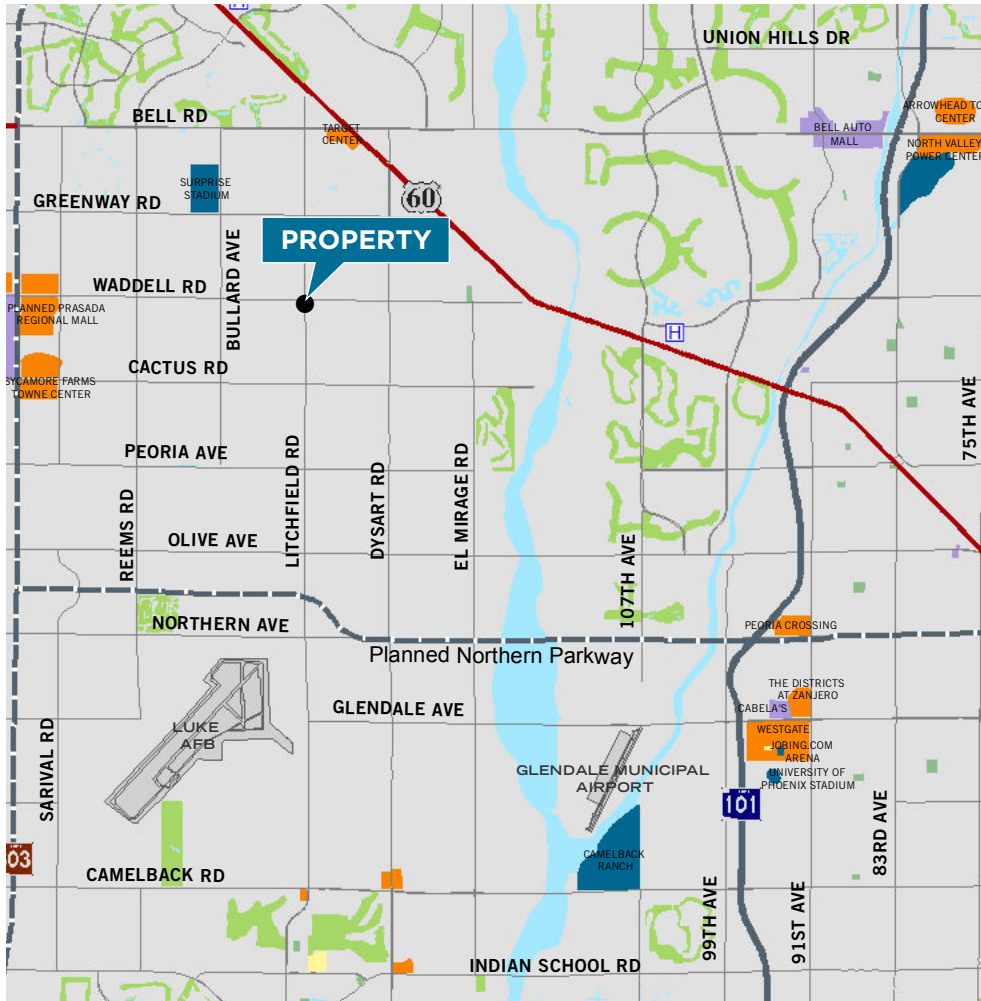 H
UNION HILLS DR
BELL RD
TARGET
CENTER
BELL AUTO
MALL
ARROWHEAD TO
CENTER
NORTH VALLEY
POWER CENTER
SURPRISE
STADIUM
GREENWAY RD
60
BULLARD AVE
PROPERTY
WADDELL RD
PLANNED PRASADA
REGIONAL MALL
H
CACTUS RD
SYCAMORE FARMS
TOWNE CENTER
PEORIA AVE
75TH AVE
REEMS RD
LITCHFIELD RD
DYSART RD
EL MIRAGE RD
OLIVE AVE
107TH AVE
NORTHERN AVE
PEORIA CROSSING
Planned Northern Parkway
THE DISTRICTS
AT ZANJERO
CABELA'S
GLENDALE AVE
LUKE
AFB
WESTGATE
JOBING.COM
ARENA
UNIVERSITY OF
PHOENIX STADIUM
SARIVAL RD
GLENDALE MUNICIPAL
AIRPORT
101
83RD AVE
03
CAMELBACK
RANCH
CAMELBACK RD
99TH AVE
91ST AVE
INDIAN SCHOOL RD